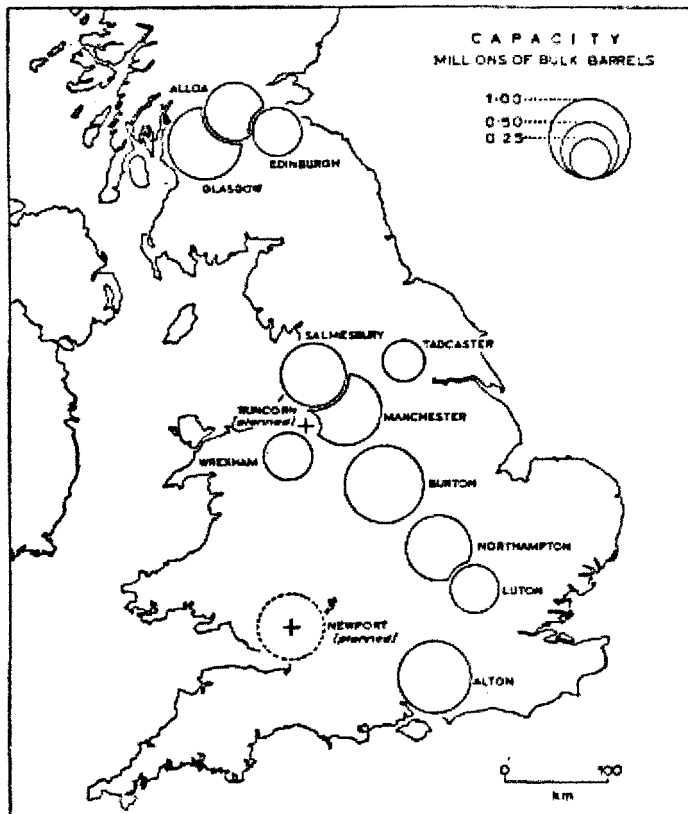 CAPACITY
MILLIONS OF BULK BARRELS
1·00
0·50
0·25
ALLOA
EDINBURGH
GLASGOW
SALMESBURY
TADCASTER
RUNCORN
(planned)
MANCHESTER
WREXHAM
BURTON
NORTHAMPTON
LUTON
NEWPORT
(planned)
ALTON
0 100
km